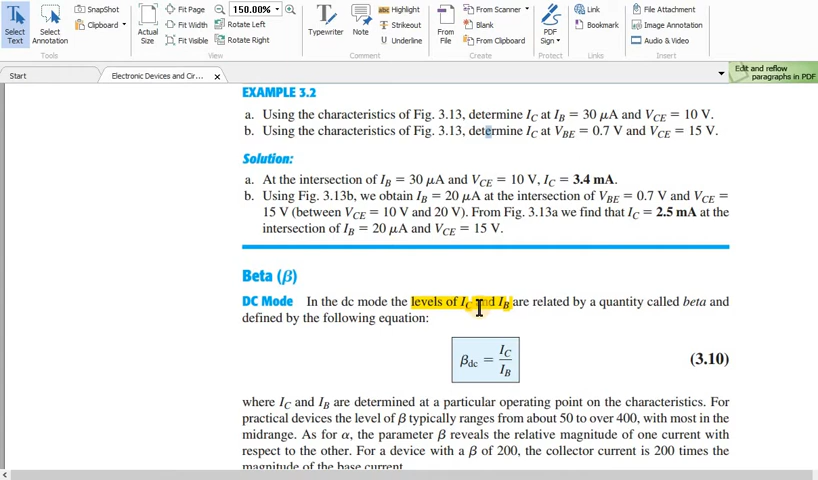 Select Text
Select Annotation
Tools
SnapShot
Clipboard
Actual Size
Fit Page
Fit Width
Fit Visible
150.00%
Rotate Left
Rotate Right
View
Typewriter
Note
Highlight
Strikeout
Underline
Comment
From File
From Scanner
Blank
From Clipboard
Create
PDF Sign
Protect
Link
Bookmark
Links
File Attachment
Image Annotation
Audio & Video
Insert
Start
Electronic Devices and Cir...
Edit and reflow
paragraphs in PDF
EXAMPLE 3.2
a. Using the characteristics of Fig. 3.13, determine I_C at I_B = 30 μA and V_CE = 10 V.
b. Using the characteristics of Fig. 3.13, determine I_C at V_BE = 0.7 V and V_CE = 15 V.
Solution:
a. At the intersection of I_B = 30 μA and V_CE = 10 V, I_C = 3.4 mA.
b. Using Fig. 3.13b, we obtain I_B = 20 μA at the intersection of V_BE = 0.7 V and V_CE =
15 V (between V_CE = 10 V and 20 V). From Fig. 3.13a we find that I_C = 2.5 mA at the
intersection of I_B = 20 μA and V_CE = 15 V.
Beta (β)
DC Mode In the dc mode the levels of I_C and I_B are related by a quantity called beta and
defined by the following equation:
β_dc = I_C / I_B
(3.10)
where I_C and I_B are determined at a particular operating point on the characteristics. For
practical devices the level of β typically ranges from about 50 to over 400, with most in the
midrange. As for α, the parameter β reveals the relative magnitude of one current with
respect to the other. For a device with a β of 200, the collector current is 200 times the
magnitude of the base current.